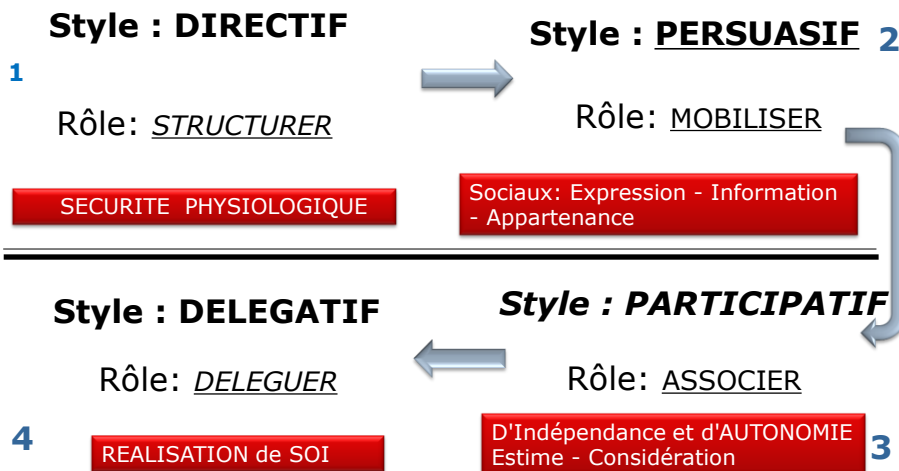 Style : DIRECTIF
1
Rôle: STRUCTURER
SECURITE PHYSIOLOGIQUE
Style : PERSUASIF 2
Rôle: MOBILISER
Sociaux: Expression - Information
- Appartenance
Style : PARTICIPATIF
Rôle: ASSOCIER
D'Indépendance et d'AUTONOMIE
Estime - Considération
3
Style : DELEGATIF
Rôle: DELEGUER
4
REALISATION de SOI